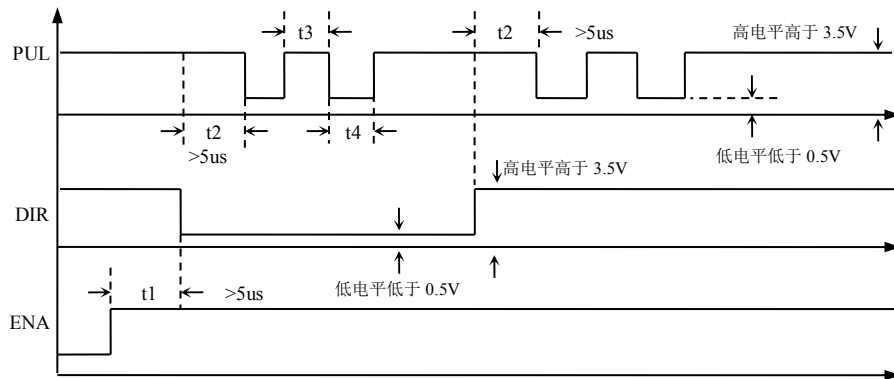 t3
t2
>5us
高电平高于 3.5V
PUL
t2
t4
>5us
低电平低于 0.5V
高电平高于 3.5V
DIR
低电平低于 0.5V
t1
>5us
ENA